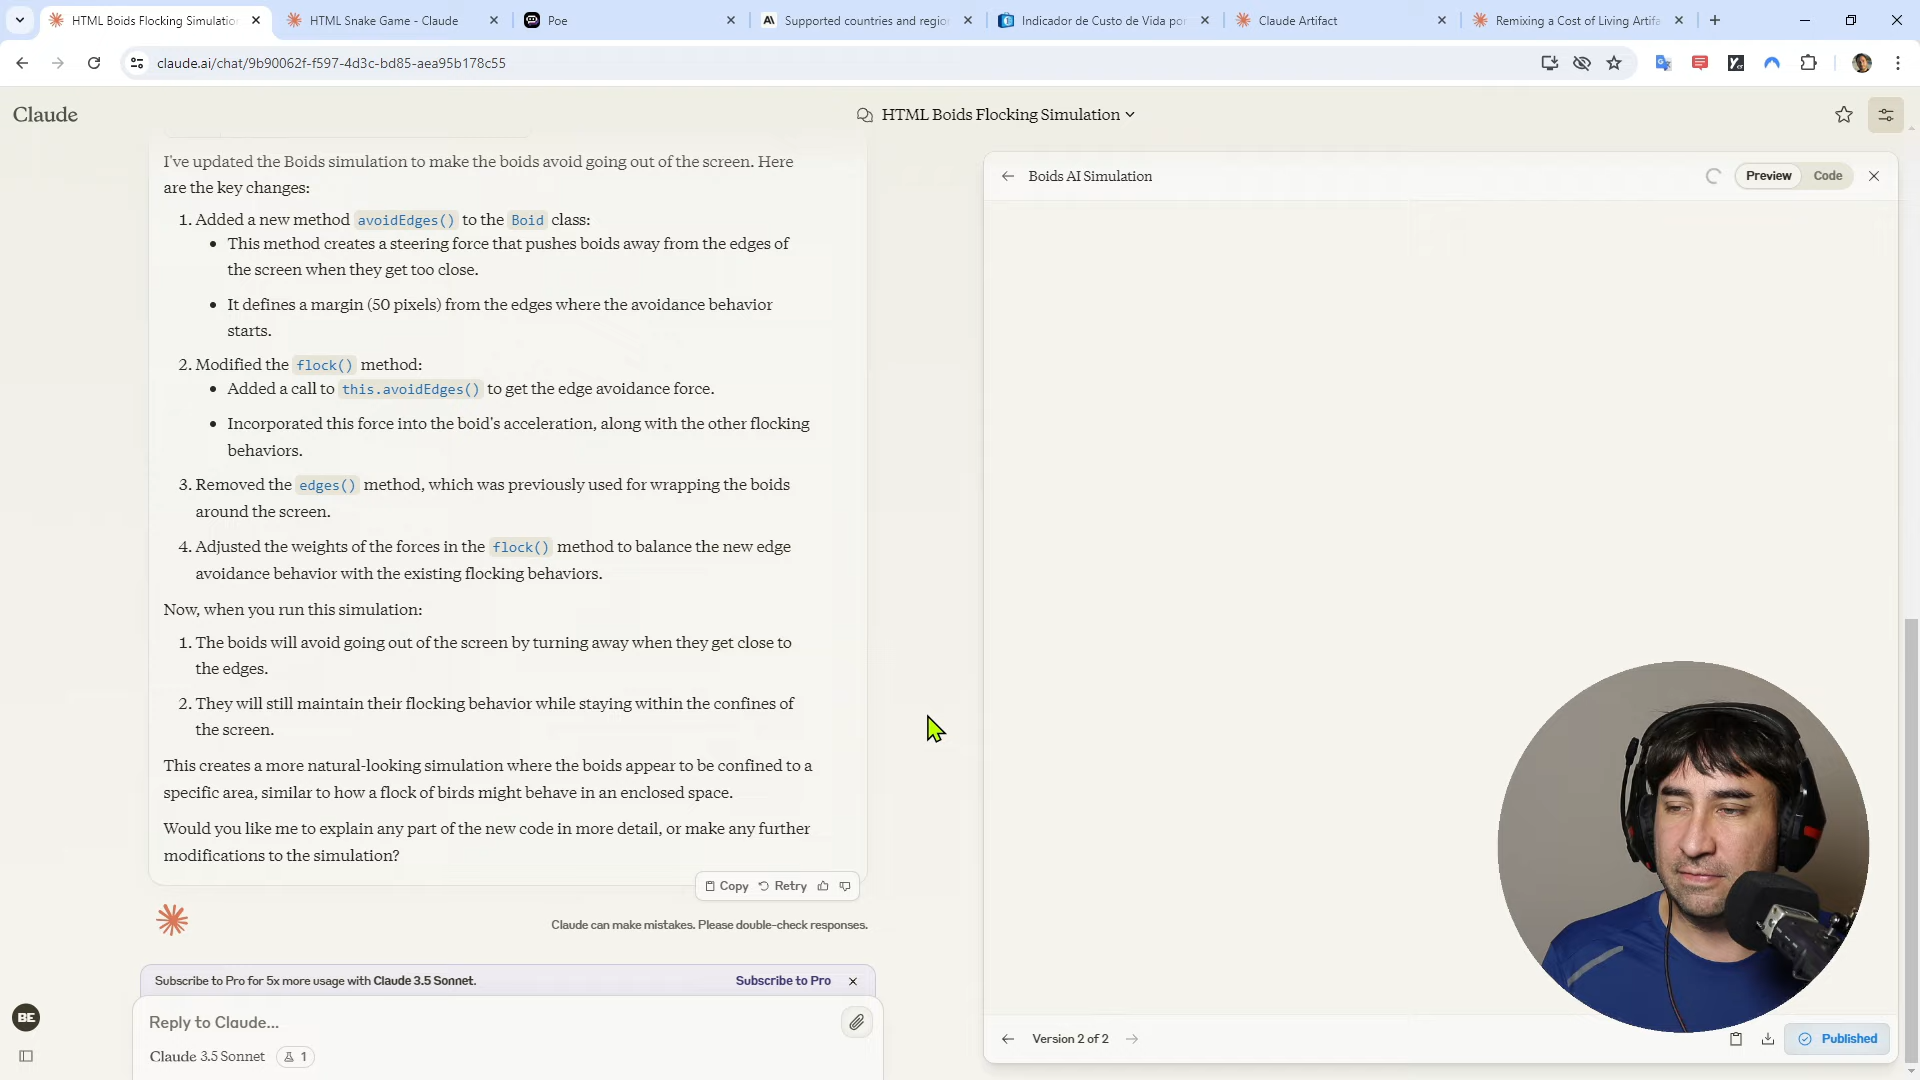 HTML Boids Flocking Simulation
HTML Snake Game - Claude
Poe
Supported countries and region
Indicador de Custo de Vida po
Claude Artifact
Remixing a Cost of Living Artifa
claude.ai/chat/9b90062f-f597-4d3c-bd85-aea95b178c55
Claude
HTML Boids Flocking Simulation
I've updated the Boids simulation to make the boids avoid going out of the screen. Here
are the key changes:
1. Added a new method avoidEdges() to the Boid class:
• This method creates a steering force that pushes boids away from the edges of
the screen when they get too close.
• It defines a margin (50 pixels) from the edges where the avoidance behavior
starts.
2. Modified the flock() method:
• Added a call to this.avoidEdges() to get the edge avoidance force.
• Incorporated this force into the boid's acceleration, along with the other flocking
behaviors.
3. Removed the edges() method, which was previously used for wrapping the boids
around the screen.
4. Adjusted the weights of the forces in the flock() method to balance the new edge
avoidance behavior with the existing flocking behaviors.
Now, when you run this simulation:
1. The boids will avoid going out of the screen by turning away when they get close to
the edges.
2. They will still maintain their flocking behavior while staying within the confines of
the screen.
This creates a more natural-looking simulation where the boids appear to be confined to a
specific area, similar to how a flock of birds might behave in an enclosed space.
Would you like me to explain any part of the new code in more detail, or make any further
modifications to the simulation?
Copy Retry
Claude can make mistakes. Please double-check responses.
Subscribe to Pro for 5x more usage with Claude 3.5 Sonnet. Subscribe to Pro
BE
Reply to Claude...
Claude 3.5 Sonnet 1
Boids AI Simulation
Preview Code
Version 2 of 2
Published